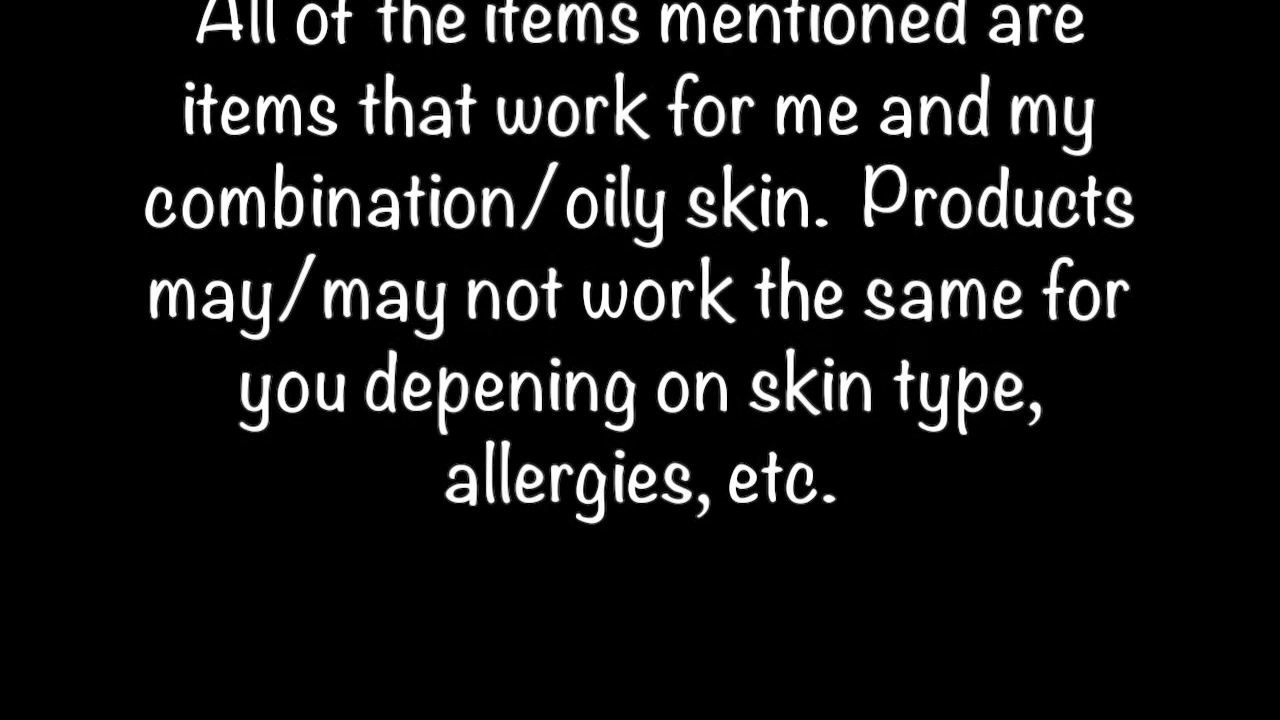 All of the items mentioned are
items that work for me and my
combination/oily skin.  Products
may/may not work the same for
you depening on skin type,
allergies, etc.